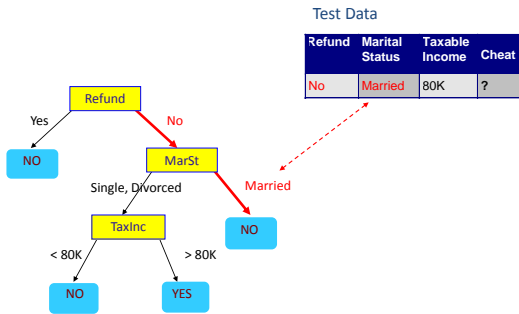 Test Data
Refund Marital Status Taxable Income Cheat
No Married 80K ?
Refund
Yes No
NO MarSt
Single, Divorced Married
TaxInc NO
< 80K > 80K
NO YES